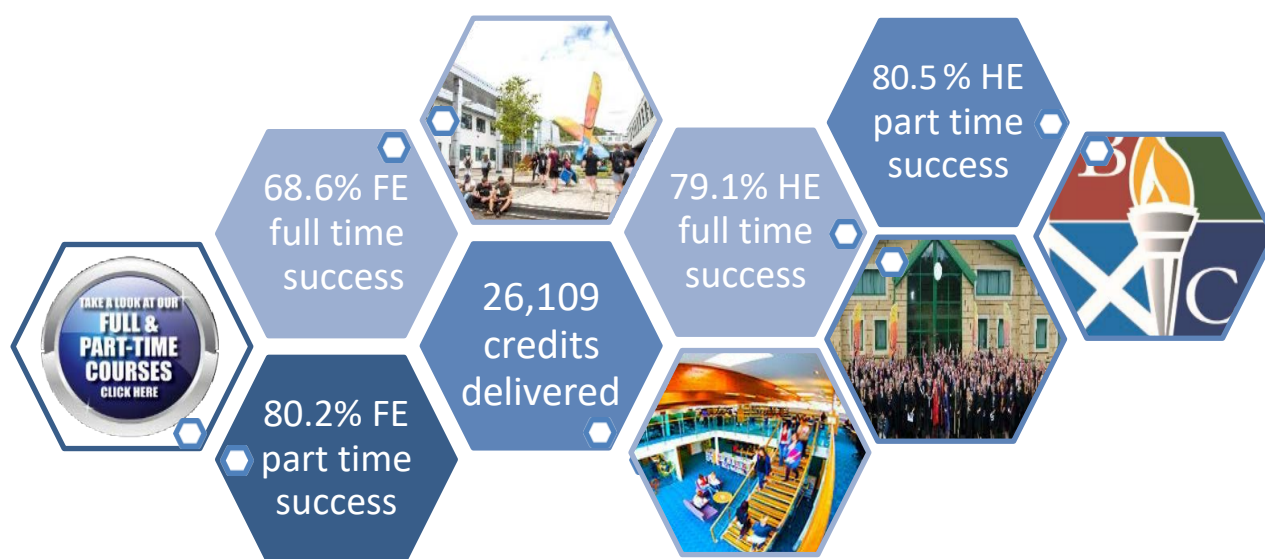 TAKE A LOOK AT OUR
FULL &
PART-TIME
COURSES
CLICK HERE
68.6% FE
full time
success
80.2% FE
part time
success
26,109
credits
delivered
79.1% HE
full time
success
80.5% HE
part time
success
B
C